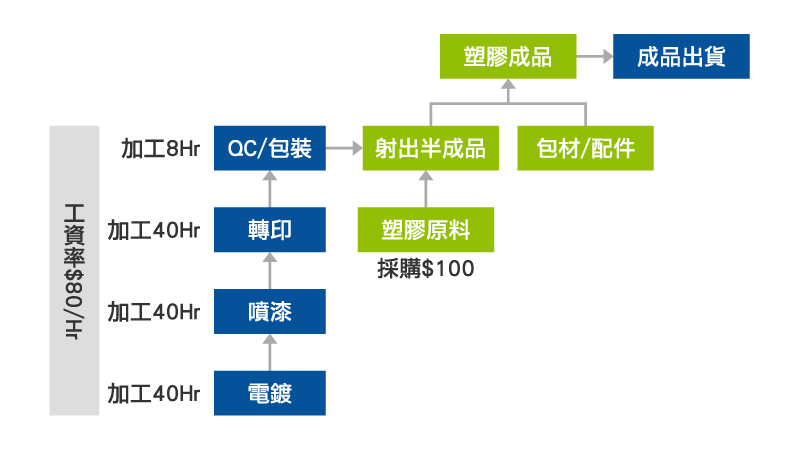 塑膠成品
成品出貨
加工8Hr
QC/包裝
射出半成品
包材/配件
工資率$80/Hr
加工40Hr
轉印
塑膠原料
採購$100
加工40Hr
噴漆
加工40Hr
電鍍